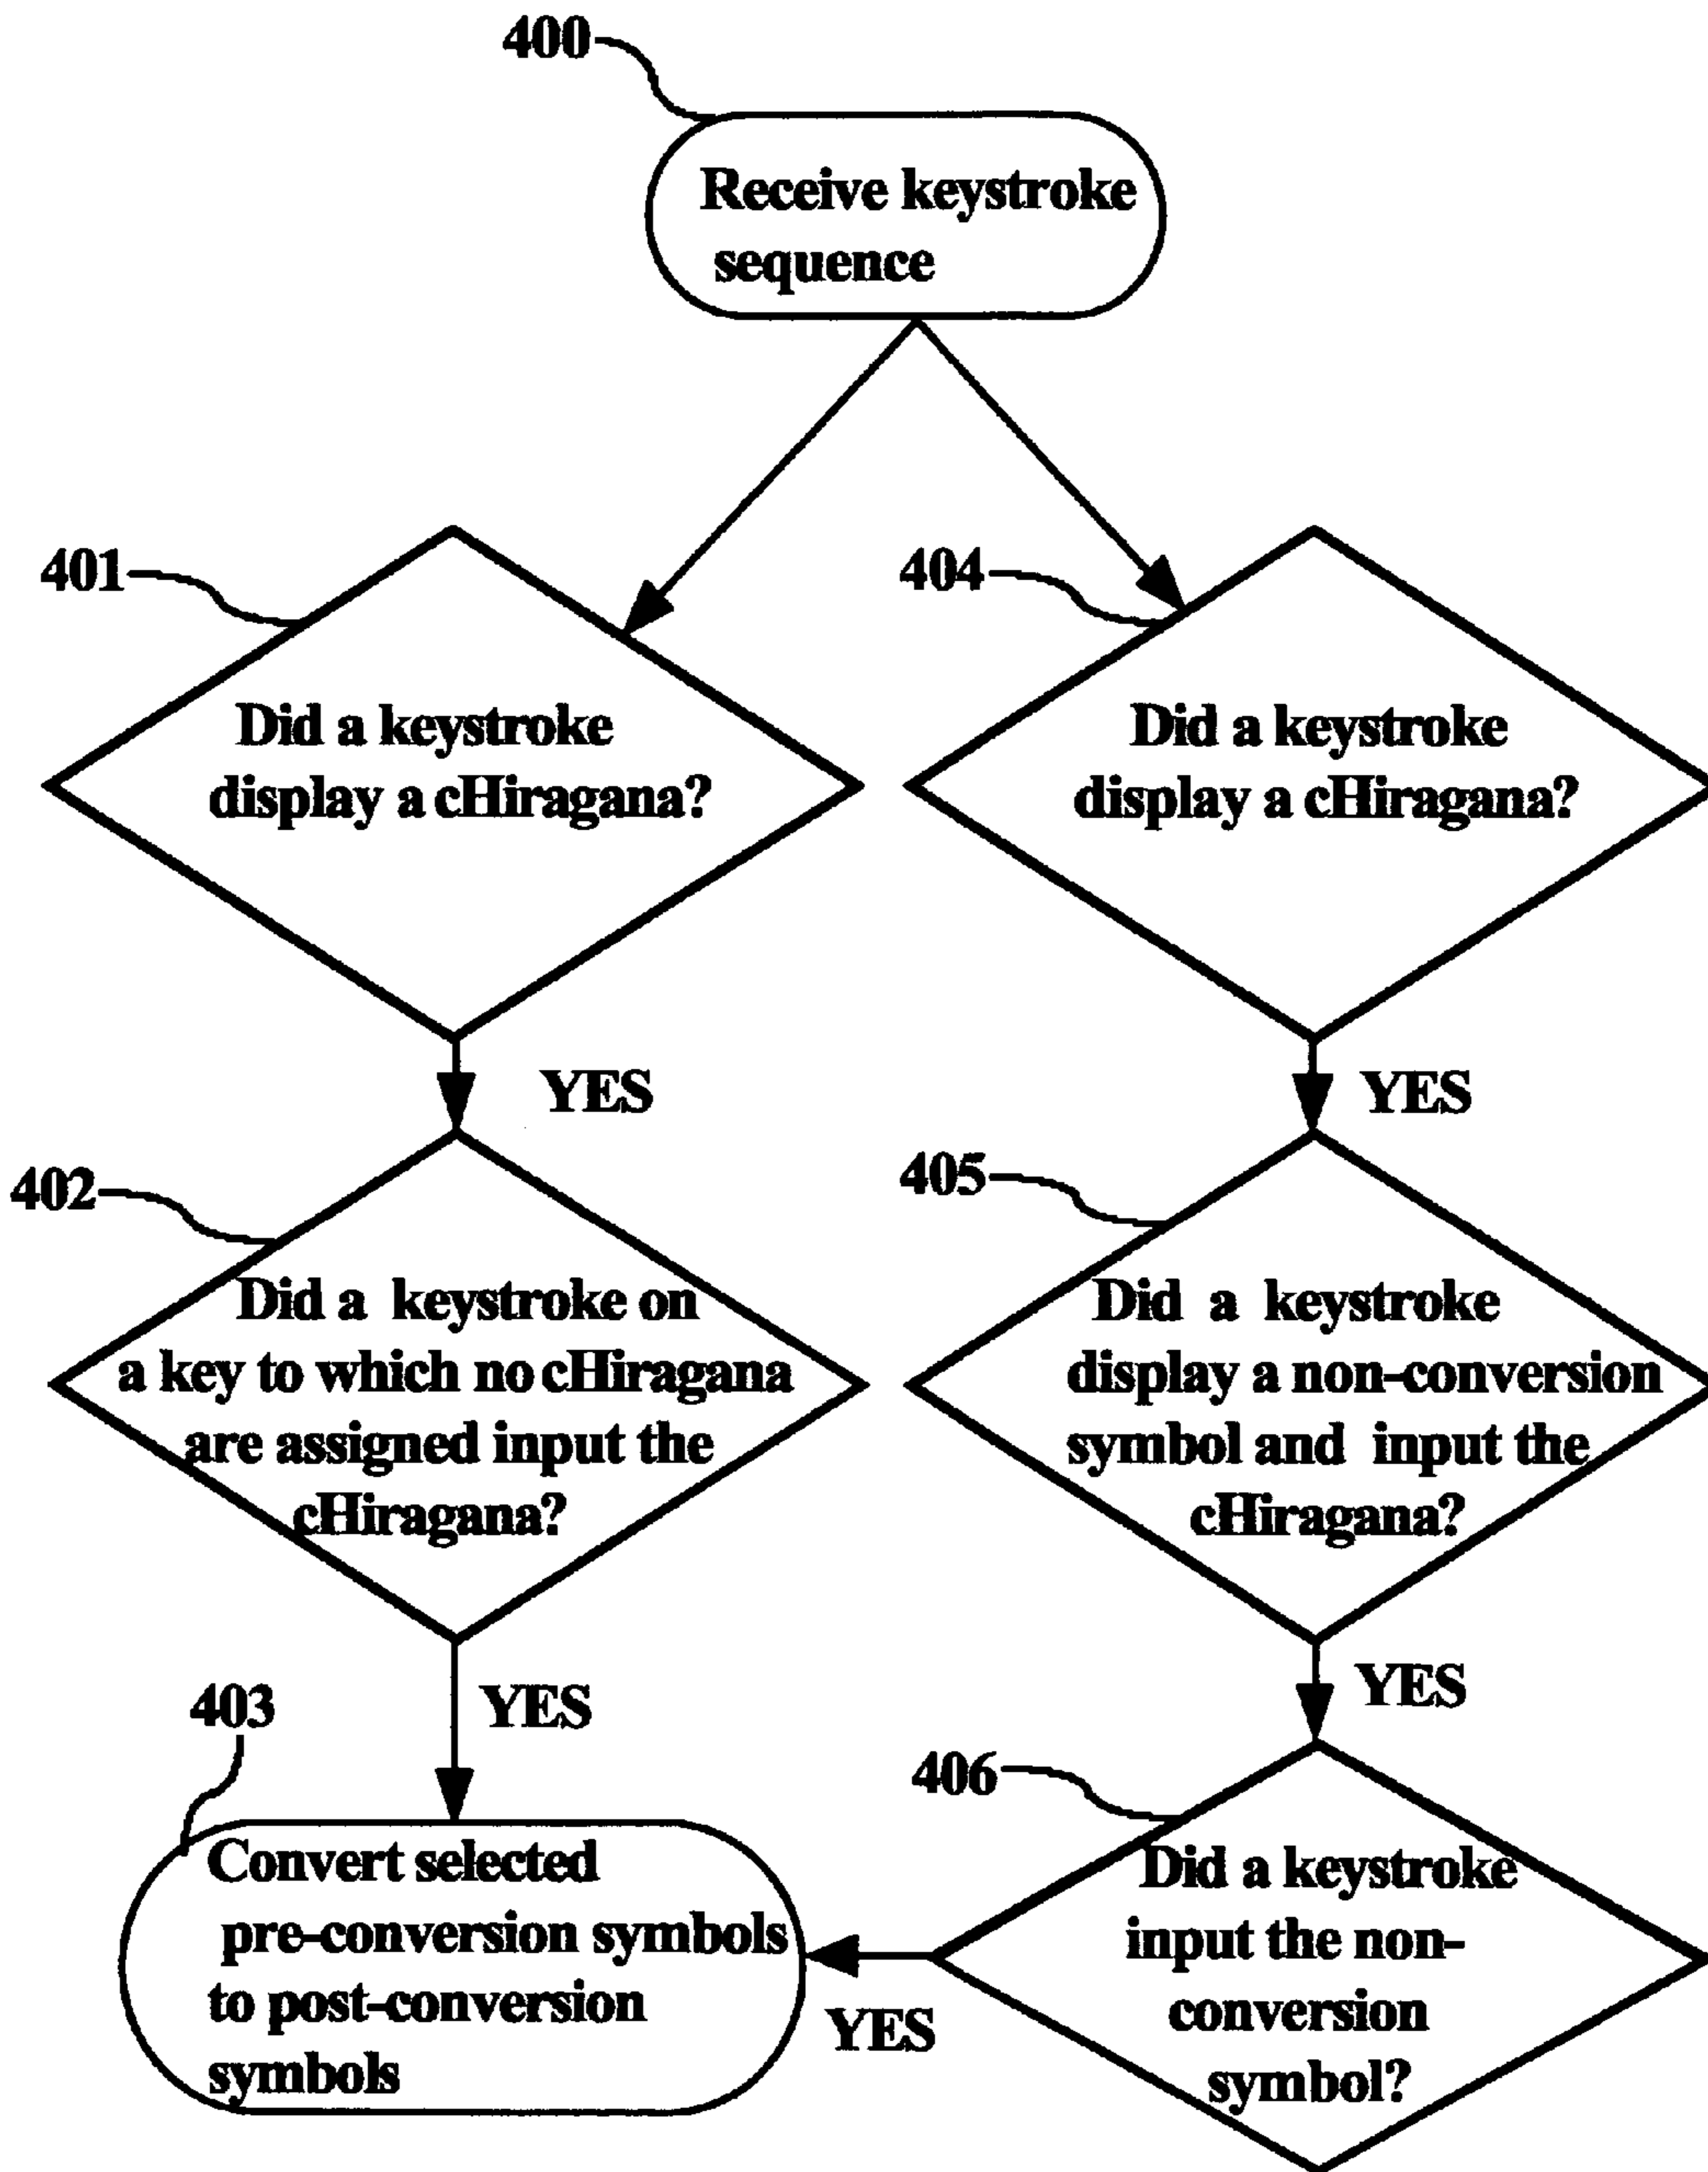 400
Receive keystroke
sequence
401
Did a keystroke
display a cHiragana?
404
Did a keystroke
display a cHiragana?
YES
YES
402
Did a keystroke on
a key to which no cHiragana
are assigned input the
cHiragana?
405
Did a keystroke
display a non-conversion
symbol and input the
cHiragana?
YES
YES
403
Convert selected
pre-conversion symbols
to post-conversion
symbols
406
Did a keystroke
input the non-
conversion
symbol?
YES